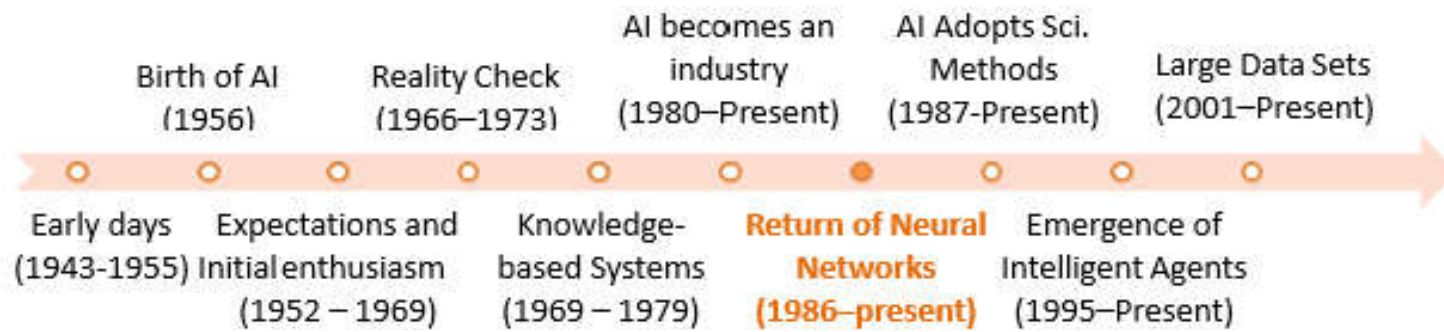 Early days
(1943-1955)
Birth of AI
(1956)
Expectations and
Initial enthusiasm
(1952 – 1969)
Reality Check
(1966–1973)
Knowledge-
based Systems
(1969 – 1979)
AI becomes an
industry
(1980–Present)
Return of Neural
Networks
(1986–present)
AI Adopts Sci.
Methods
(1987-Present)
Emergence of
Intelligent Agents
(1995–Present)
Large Data Sets
(2001–Present)